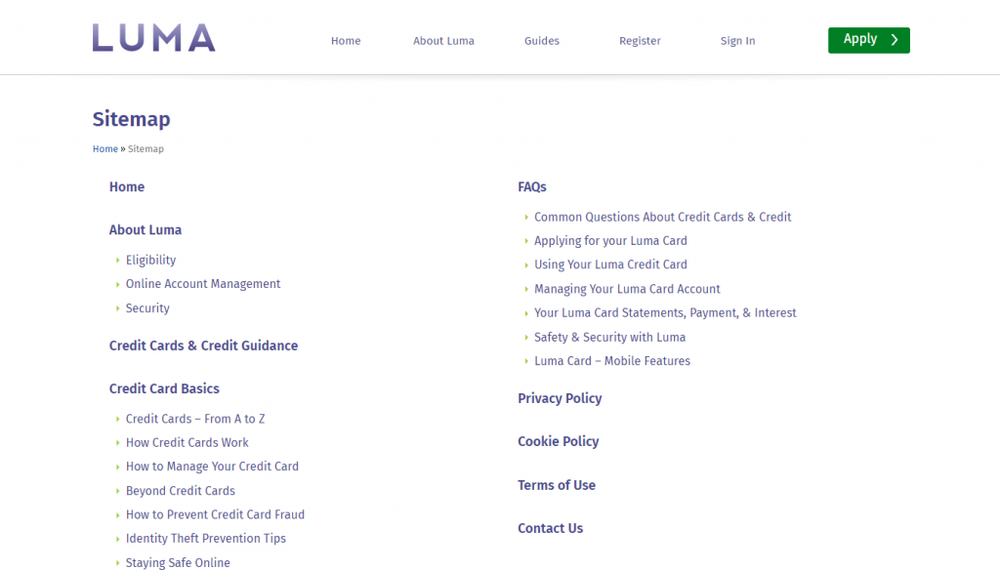 LUMA
Home
About Luma
Guides
Register
Sign In
Apply
Sitemap
Home » Sitemap
Home
About Luma
Eligibility
Online Account Management
Security
Credit Cards & Credit Guidance
Credit Card Basics
Credit Cards – From A to Z
How Credit Cards Work
How to Manage Your Credit Card
Beyond Credit Cards
How to Prevent Credit Card Fraud
Identity Theft Prevention Tips
Staying Safe Online
FAQs
Common Questions About Credit Cards & Credit
Applying for your Luma Card
Using Your Luma Credit Card
Managing Your Luma Card Account
Your Luma Card Statements, Payment, & Interest
Safety & Security with Luma
Luma Card – Mobile Features
Privacy Policy
Cookie Policy
Terms of Use
Contact Us